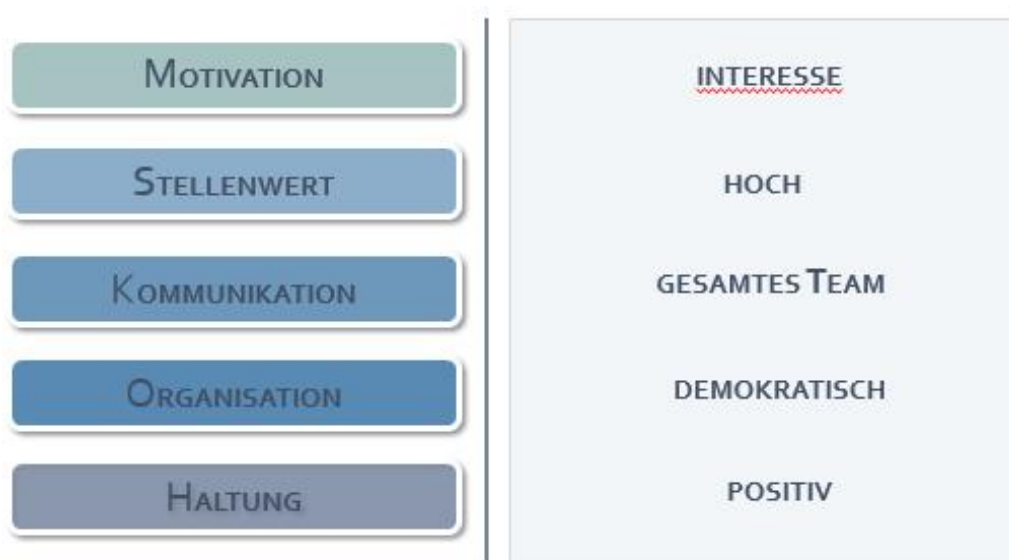 MOTIVATION INTERESSE
STELLENWERT HOCH
KOMMUNIKATION GESAMTES TEAM
ORGANISATION DEMOKRATISCH
HALTUNG POSITIV